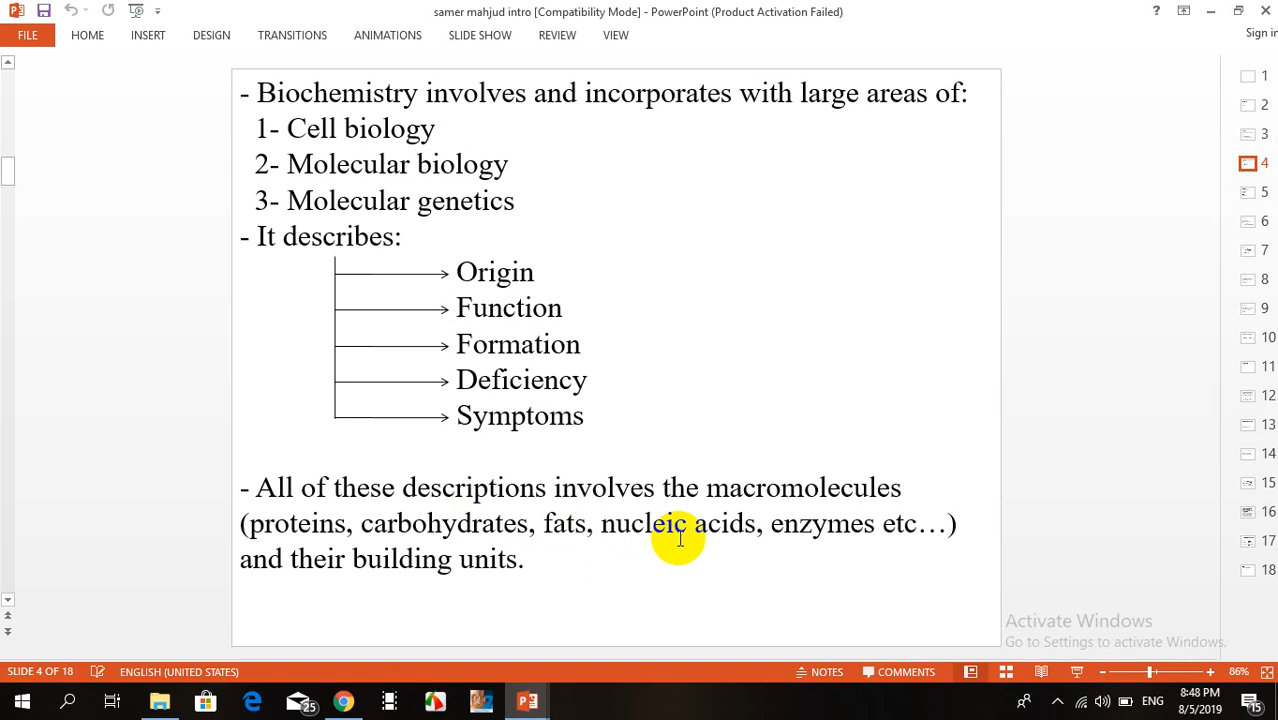 samer mahjud intro [Compatibility Mode] - PowerPoint (Product Activation Failed)
?
FILE HOME INSERT DESIGN TRANSITIONS ANIMATIONS SLIDE SHOW REVIEW VIEW
Sign in
- Biochemistry involves and incorporates with large areas of:
1- Cell biology
2- Molecular biology
3- Molecular genetics
- It describes:
Origin
Function
Formation
Deficiency
Symptoms
- All of these descriptions involves the macromolecules
(proteins, carbohydrates, fats, nucleic acids, enzymes etc…)
and their building units.
1
2
3
4
5
6
7
8
9
10
11
12
13
14
15
16
17
18
Activate Windows
Go to Settings to activate Windows.
SLIDE 4 OF 18 ENGLISH (UNITED STATES) NOTES COMMENTS 86%
25
ENG
8:48 PM
8/5/2019
15